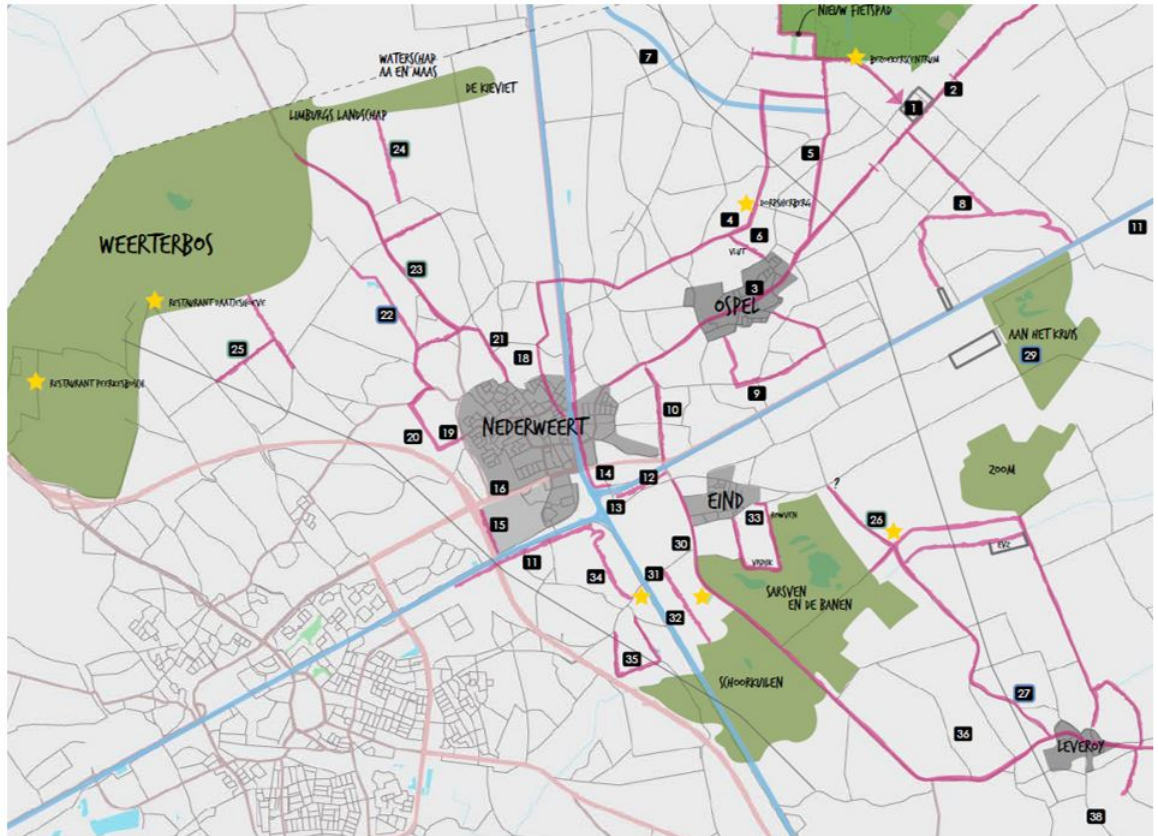 NIEUW FIETSPAD
7
WATERSCHAP
AA EN MAAS
BEZOEKERSCENTRUM
DE KIEVIET
2
1
LIMBURGS LANDSCHAP
24
5
DORPSHERBERG
8
4
6
11
WEERTERBOS
VLUT
23
3
OSPEL
RESTAURANT DAATJESHOEVE
22
AAN HET KRUIS
21
18
29
25
RESTAURANT PEERKESBOSCH
9
10
NEDERWEERT
19
20
14
12
ZOOM
16
EIND
?
13
33
26
15
30
EVZ
11
34
31
SARSVEN
EN DE BANEN
32
35
SCHOORKUILEN
27
36
LEVEROY
38